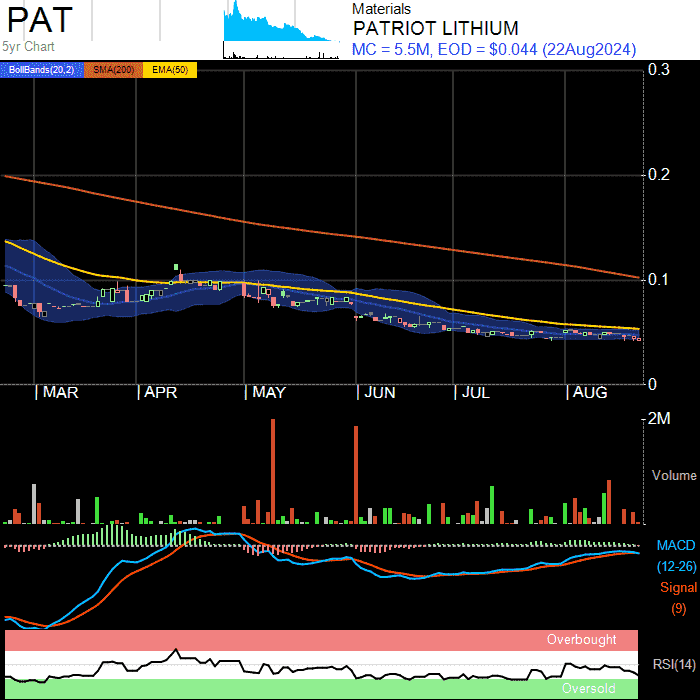 PAT
5yr Chart
Materials
PATRIOT LITHIUM
MC = 5.5M, EOD = $0.044 (22Aug2024)
BollBands(20,2) SMA(200) EMA(50)
0.3
0.2
0.1
0
MAR APR MAY JUN JUL AUG
2M
Volume
MACD
(12-26)
Signal
(9)
Overbought
RSI(14)
Oversold